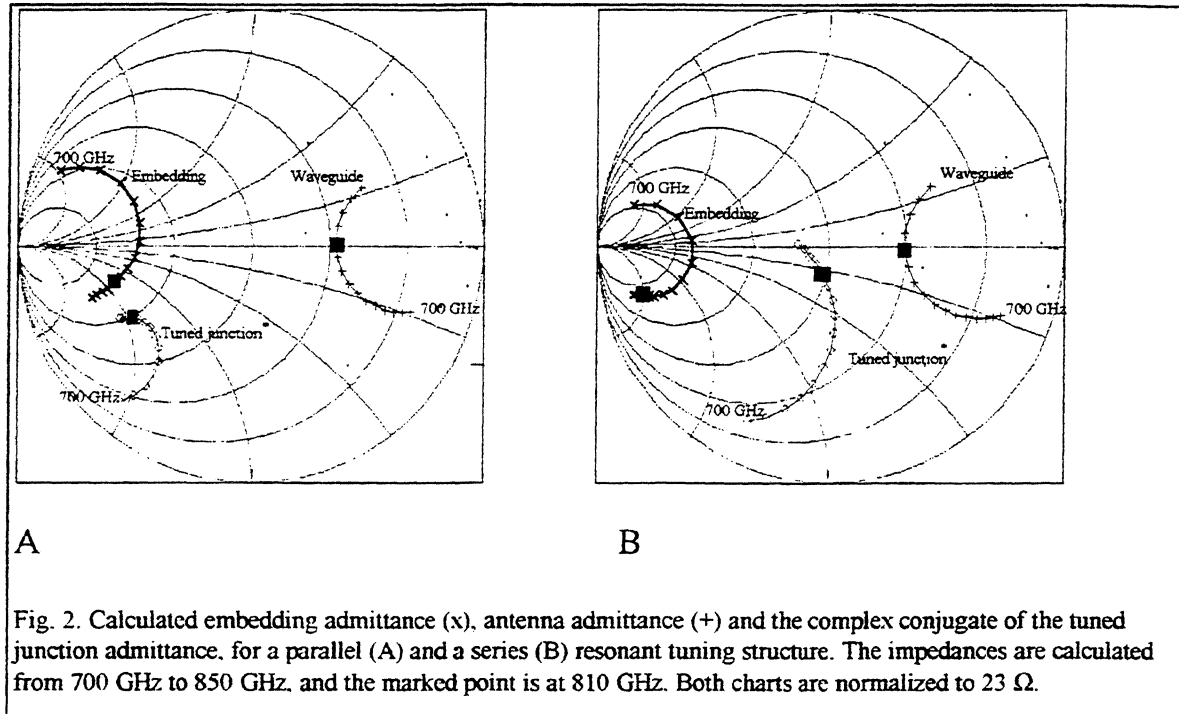 700 GHz
Embedding
Waveguide
Tuned junction
700 GHz
700 GHz
A
700 GHz
Embedding
Waveguide
Tuned junction
700 GHz
700 GHz
B
Fig. 2. Calculated embedding admittance (x), antenna admittance (+) and the complex conjugate of the tuned
junction admittance, for a parallel (A) and a series (B) resonant tuning structure. The impedances are calculated
from 700 GHz to 850 GHz, and the marked point is at 810 GHz. Both charts are normalized to 23 Ω.